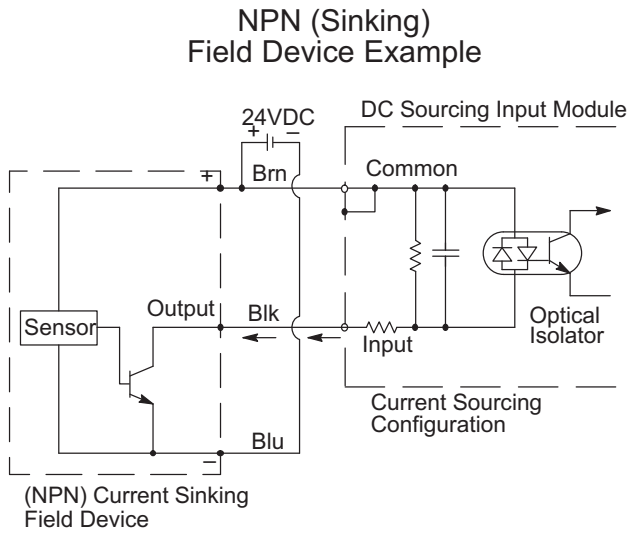 NPN (Sinking)
Field Device Example
DC Sourcing Input Module
24VDC
+ −
+
Brn
Common
Output
Blk
Sensor
Input
Optical
Isolator
Current Sourcing
Configuration
Blu
−
(NPN) Current Sinking
Field Device